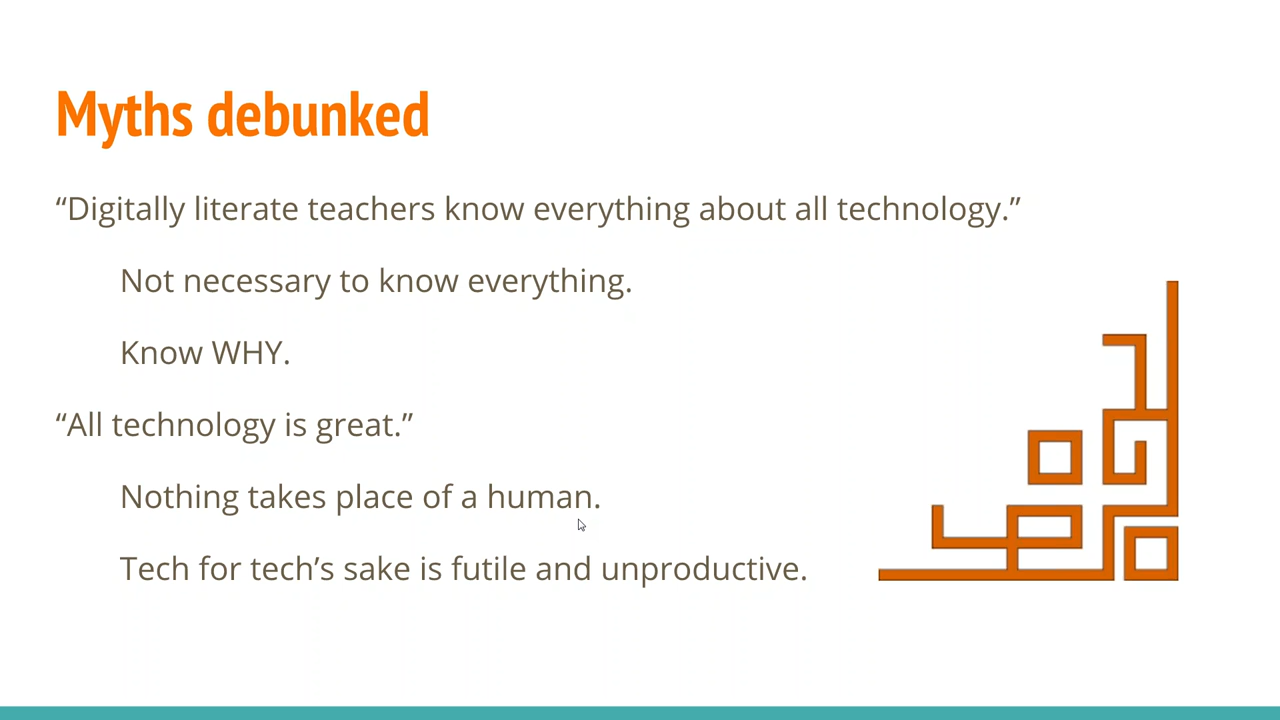 Myths debunked
“Digitally literate teachers know everything about all technology.”
Not necessary to know everything.
Know WHY.
“All technology is great.”
Nothing takes place of a human.
Tech for tech’s sake is futile and unproductive.